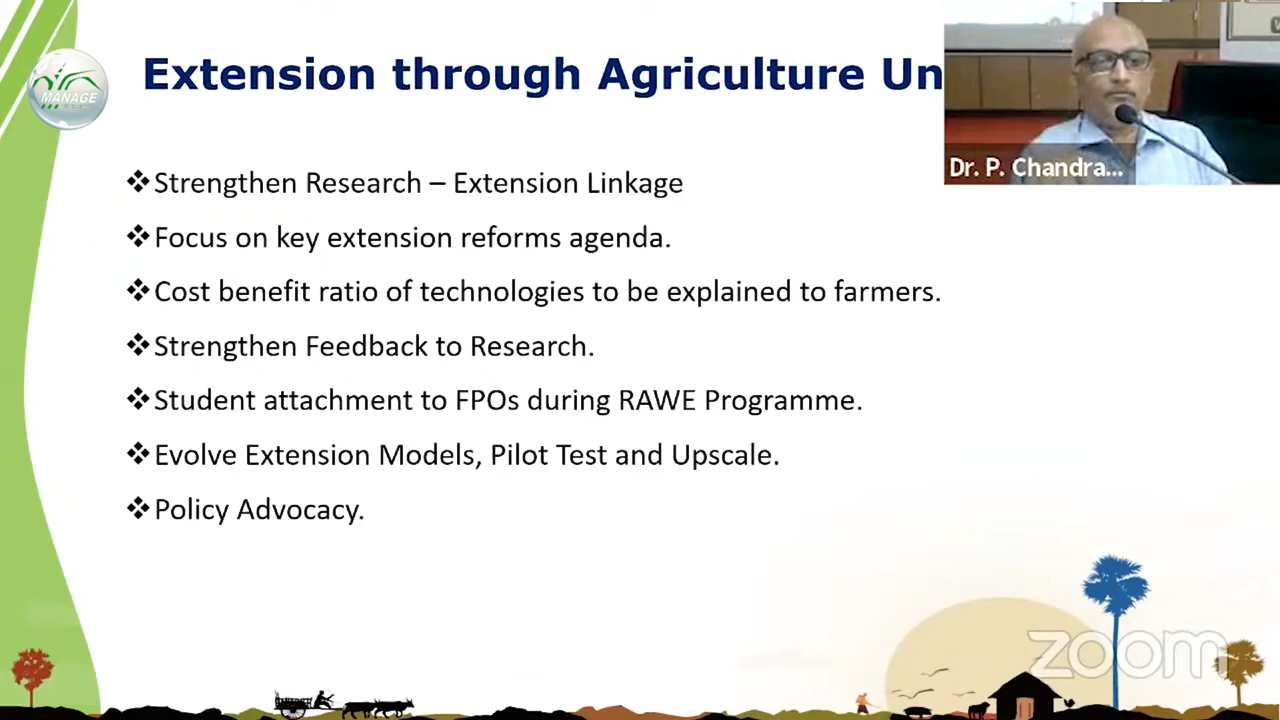 MANAGE
Extension through Agriculture Un
Dr. P. Chandra...
❖Strengthen Research – Extension Linkage
❖Focus on key extension reforms agenda.
❖Cost benefit ratio of technologies to be explained to farmers.
❖Strengthen Feedback to Research.
❖Student attachment to FPOs during RAWE Programme.
❖Evolve Extension Models, Pilot Test and Upscale.
❖Policy Advocacy.
zoom